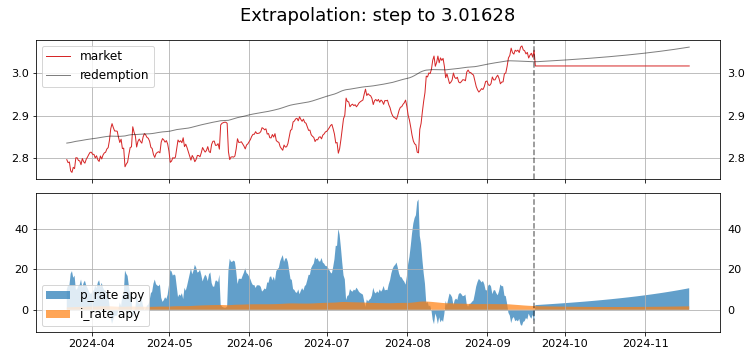 Extrapolation: step to 3.01628
market
redemption
3.0 3.0
2.9 2.9
2.8 2.8
40 40
20 20
0 0
p_rate apy
i_rate apy
2024-04 2024-05 2024-06 2024-07 2024-08 2024-09 2024-10 2024-11